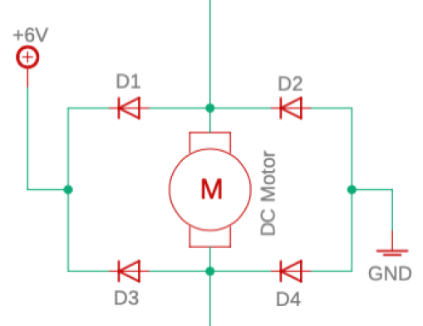 +6V
D1
D2
M
DC Motor
GND
D3
D4